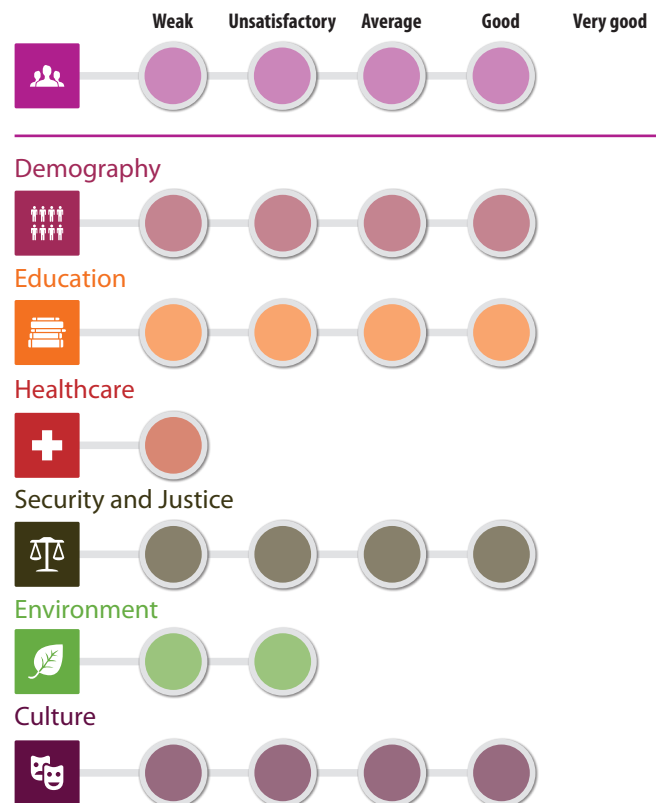 Weak Unsatisfactory Average Good Very good
Demography
Education
Healthcare
Security and Justice
Environment
Culture